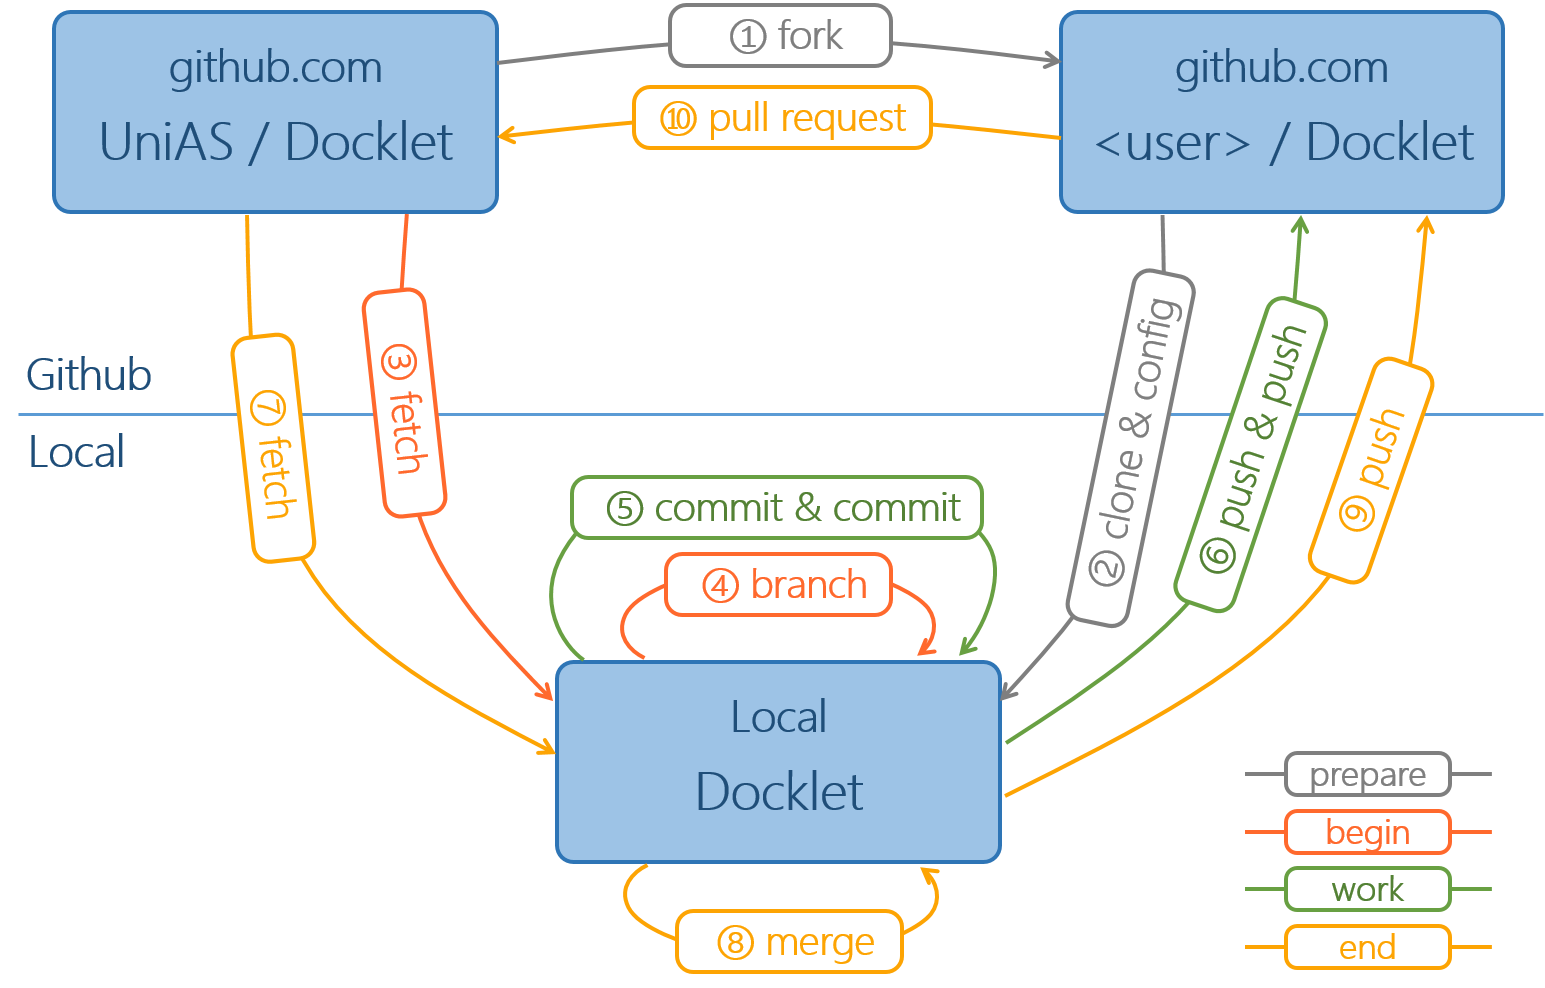 github.com
UniAS / Docklet
① fork
⑩ pull request
github.com
<user> / Docklet
Github
Local
⑦ fetch
③ fetch
② clone & config
⑥ push & push
⑨ push
⑤ commit & commit
④ branch
Local
Docklet
⑧ merge
prepare
begin
work
end